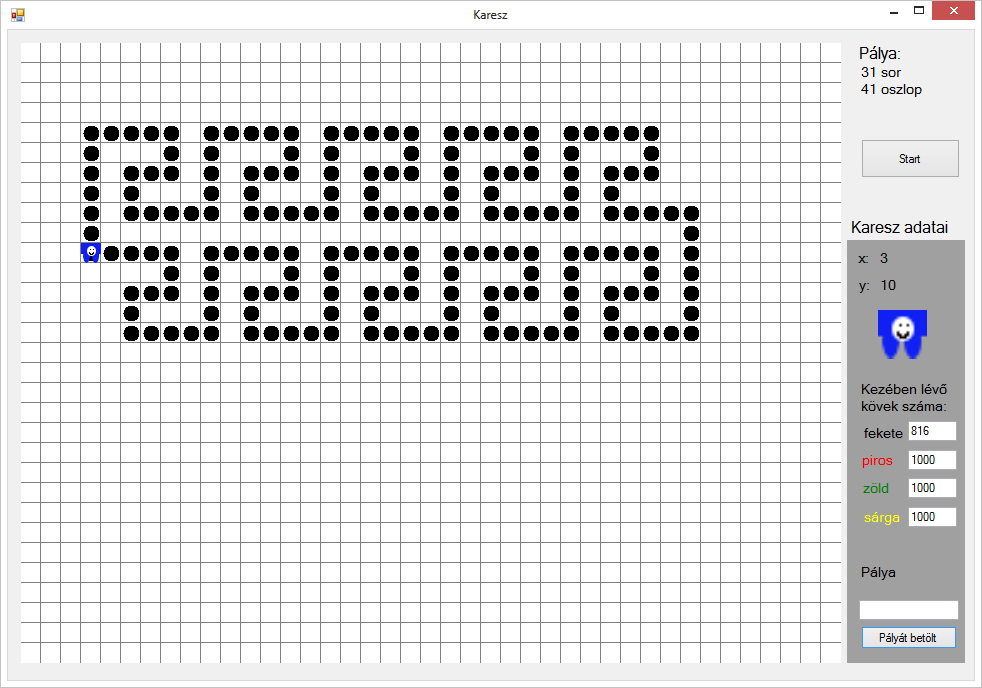 Karesz
Pálya:
31 sor
41 oszlop
Start
Karesz adatai
x: 3
y: 10
Kezében lévő
kövek száma:
fekete 816
piros 1000
zöld 1000
sárga 1000
Pálya
Pályát betölt